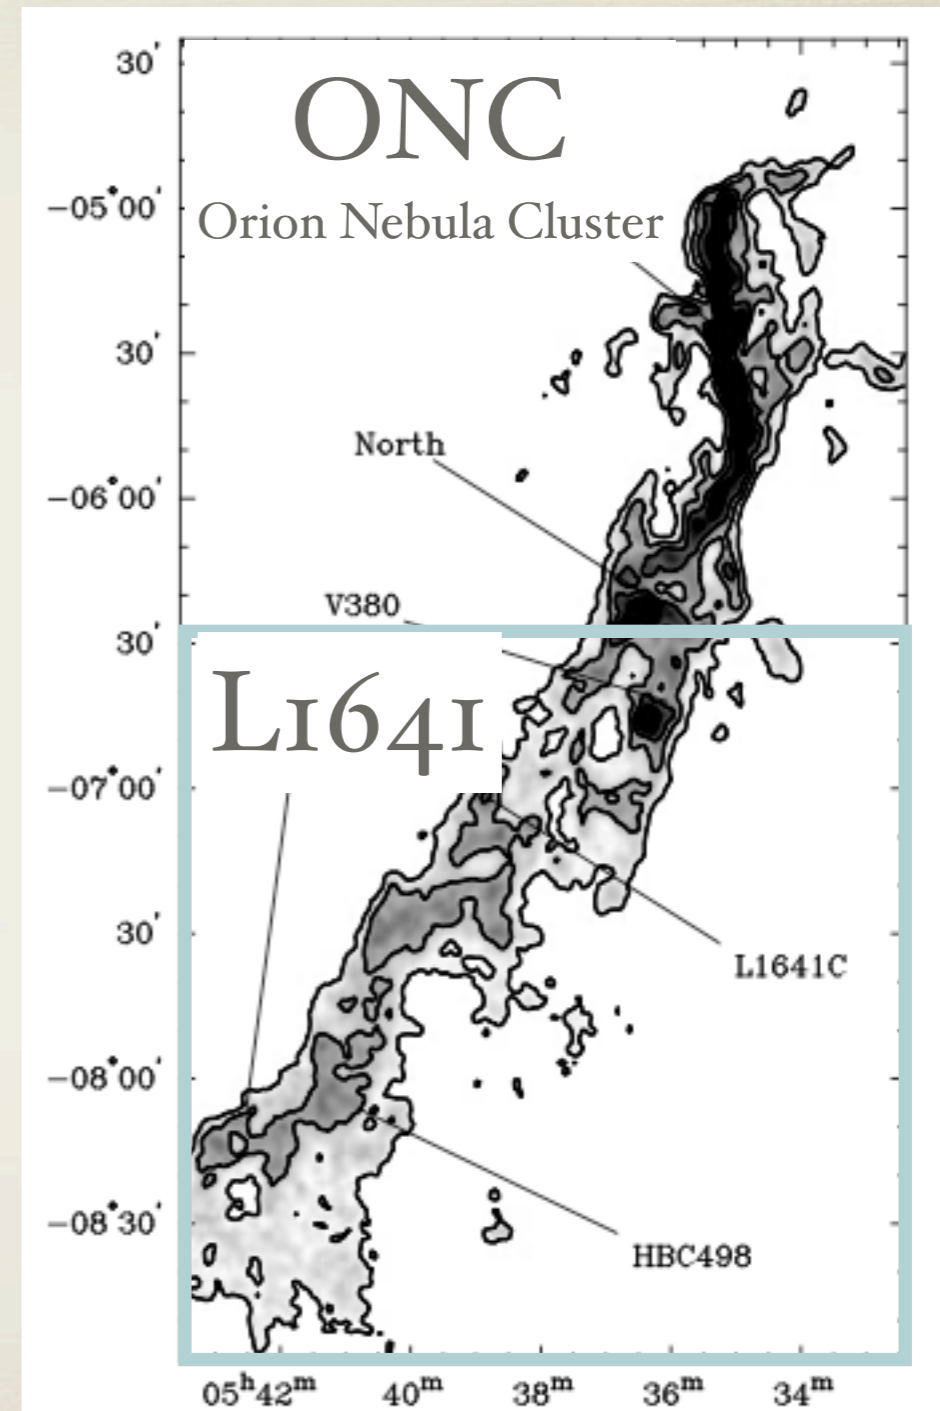 30′
ONC
Orion Nebula Cluster
−05°00′
30′
North
−06°00′
V380
30′
L1641
−07°00′
30′
L1641C
−08°00′
−08°30′
HBC498
05ʰ42ᵐ 40ᵐ 38ᵐ 36ᵐ 34ᵐ